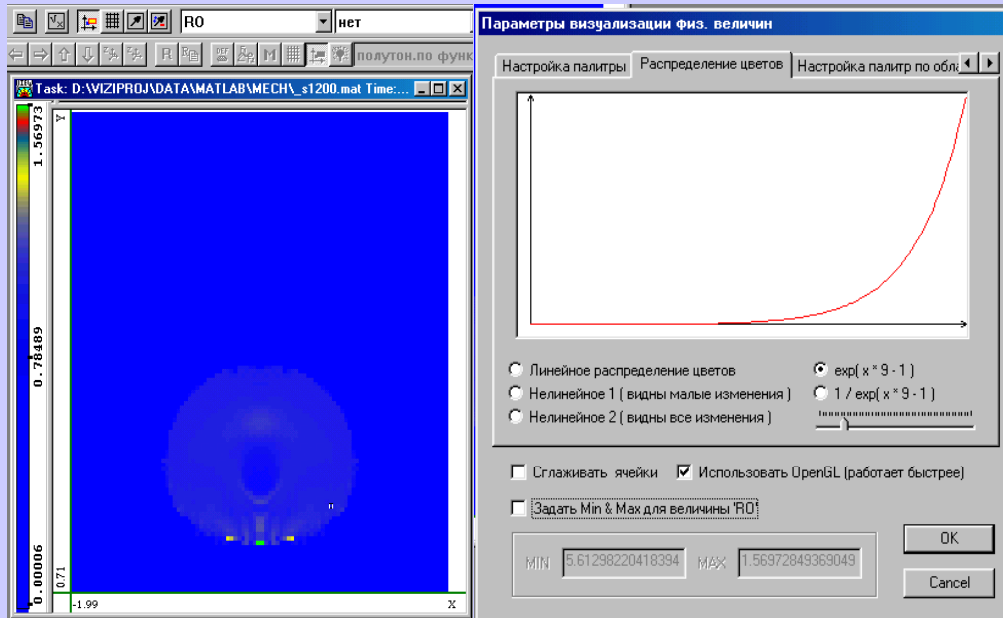 RO
нет
R
M
полутон.по функ
Task: D:\VIZIPROJ\DATA\MATLAB\MECH\_s1200.mat Time:...
1.56973
0.78489
0.00006
Y
0.71
-1.99
X
Параметры визуализации физ. величин
Настройка палитры
Распределение цветов
Настройка палитр по обла
Линейное распределение цветов
Нелинейное 1 ( видны малые изменения )
Нелинейное 2 ( видны все изменения )
exp( x * 9 - 1 )
1 / exp( x * 9 - 1 )
Сглаживать ячейки
Использовать OpenGL (работает быстрее)
Задать Min & Max для величины 'RO'
MIN
5.61298220418394
MAX
1.56972849369049
OK
Cancel